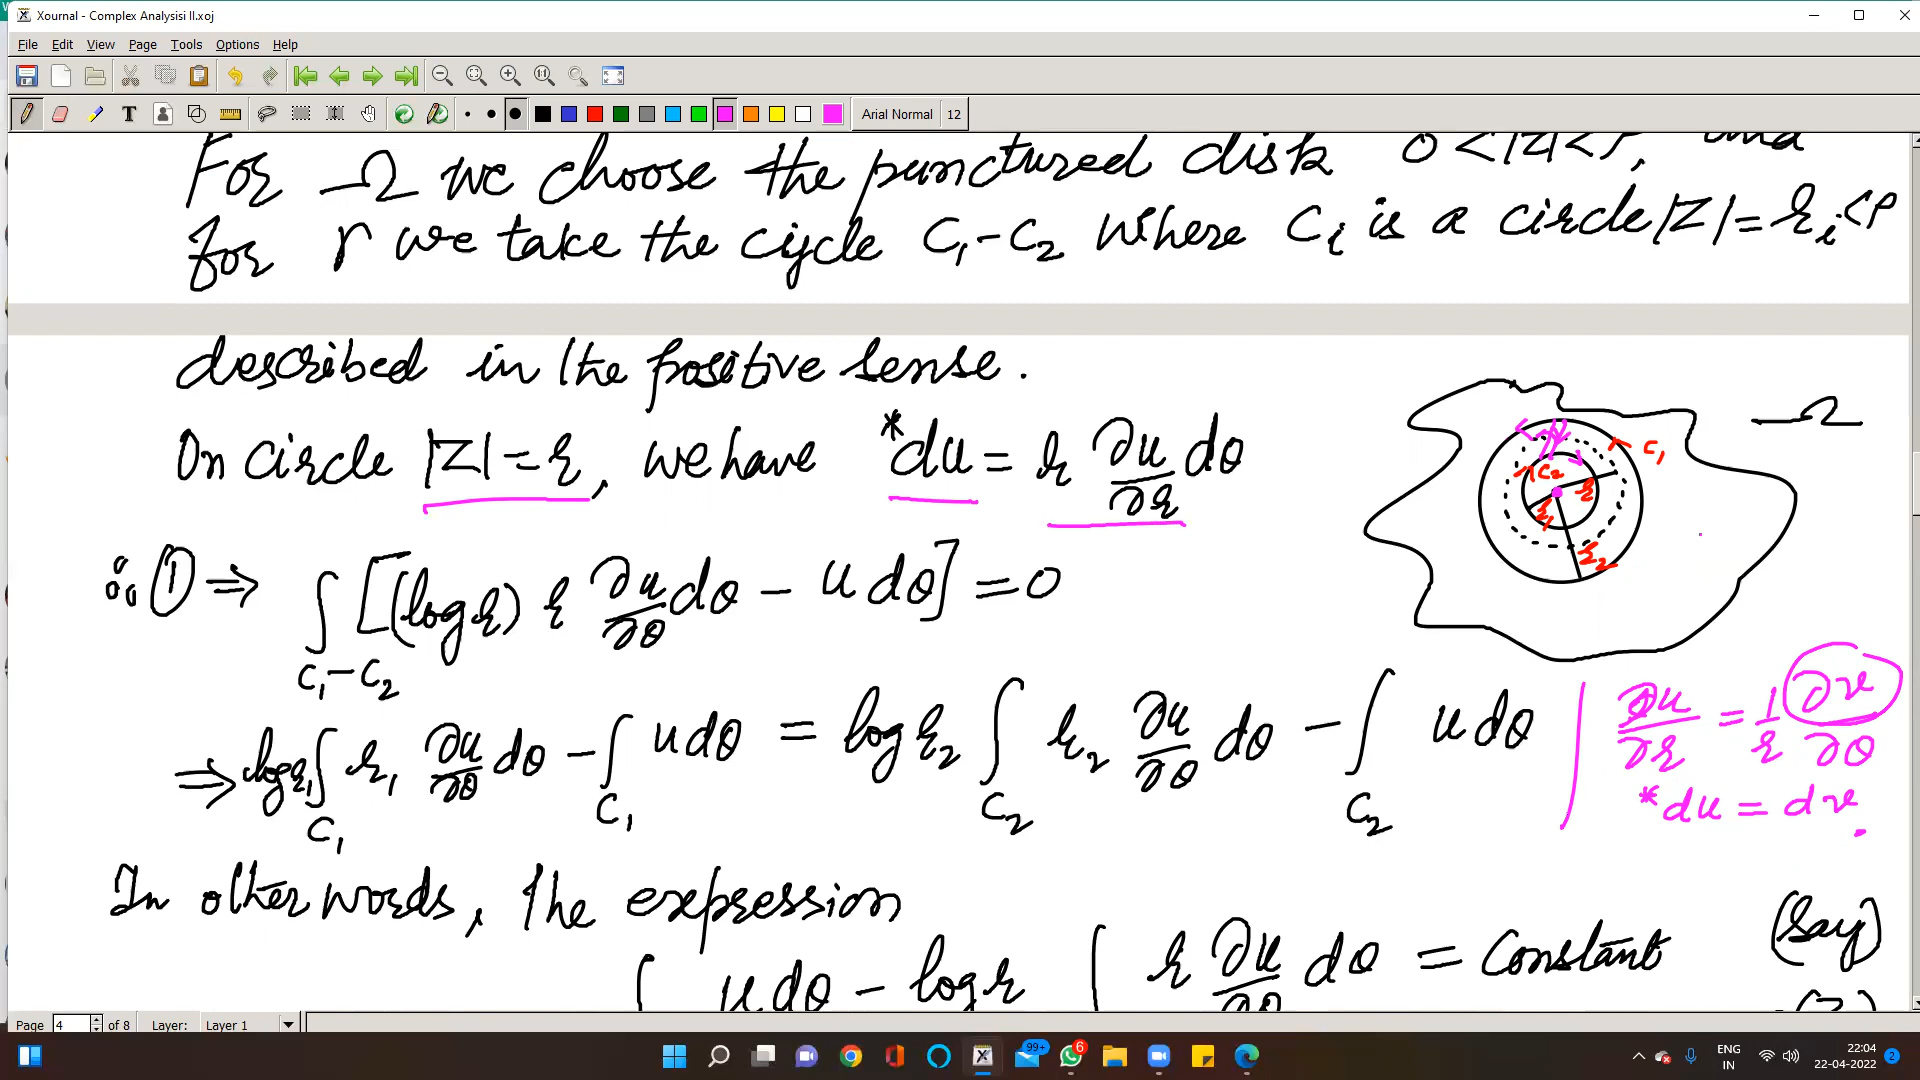 Xournal - Complex Analysisi II.xoj
File Edit View Page Tools Options Help
Arial Normal 12
For Ω we choose the punctured disk 0<|z|<ρ, and
for γ we take the cycle C₁-C₂ where Cᵢ is a circle |z|=rᵢ<ρ
described in the positive sense.
On circle |z|=r, we have *du = r ∂u/∂r dθ
∴ ① ⇒ ∫_{C₁-C₂} [(log r) r ∂u/∂θ dθ - u dθ] = 0
⇒ log r₁ ∫_{C₁} r₁ ∂u/∂θ dθ - ∫_{C₁} u dθ = log r₂ ∫_{C₂} r₂ ∂u/∂θ dθ - ∫_{C₂} u dθ
Ω
C₁
C₂
r
r₁
r₂
∂u/∂r = 1/r ∂v/∂θ
*du = dv.
In other words, the expression
∫ u dθ - log r ∫ r ∂u/∂θ dθ = Constant (say)
Page 4 of 8 Layer: Layer 1
99+
6
ENG
IN
22:04
22-04-2022
2